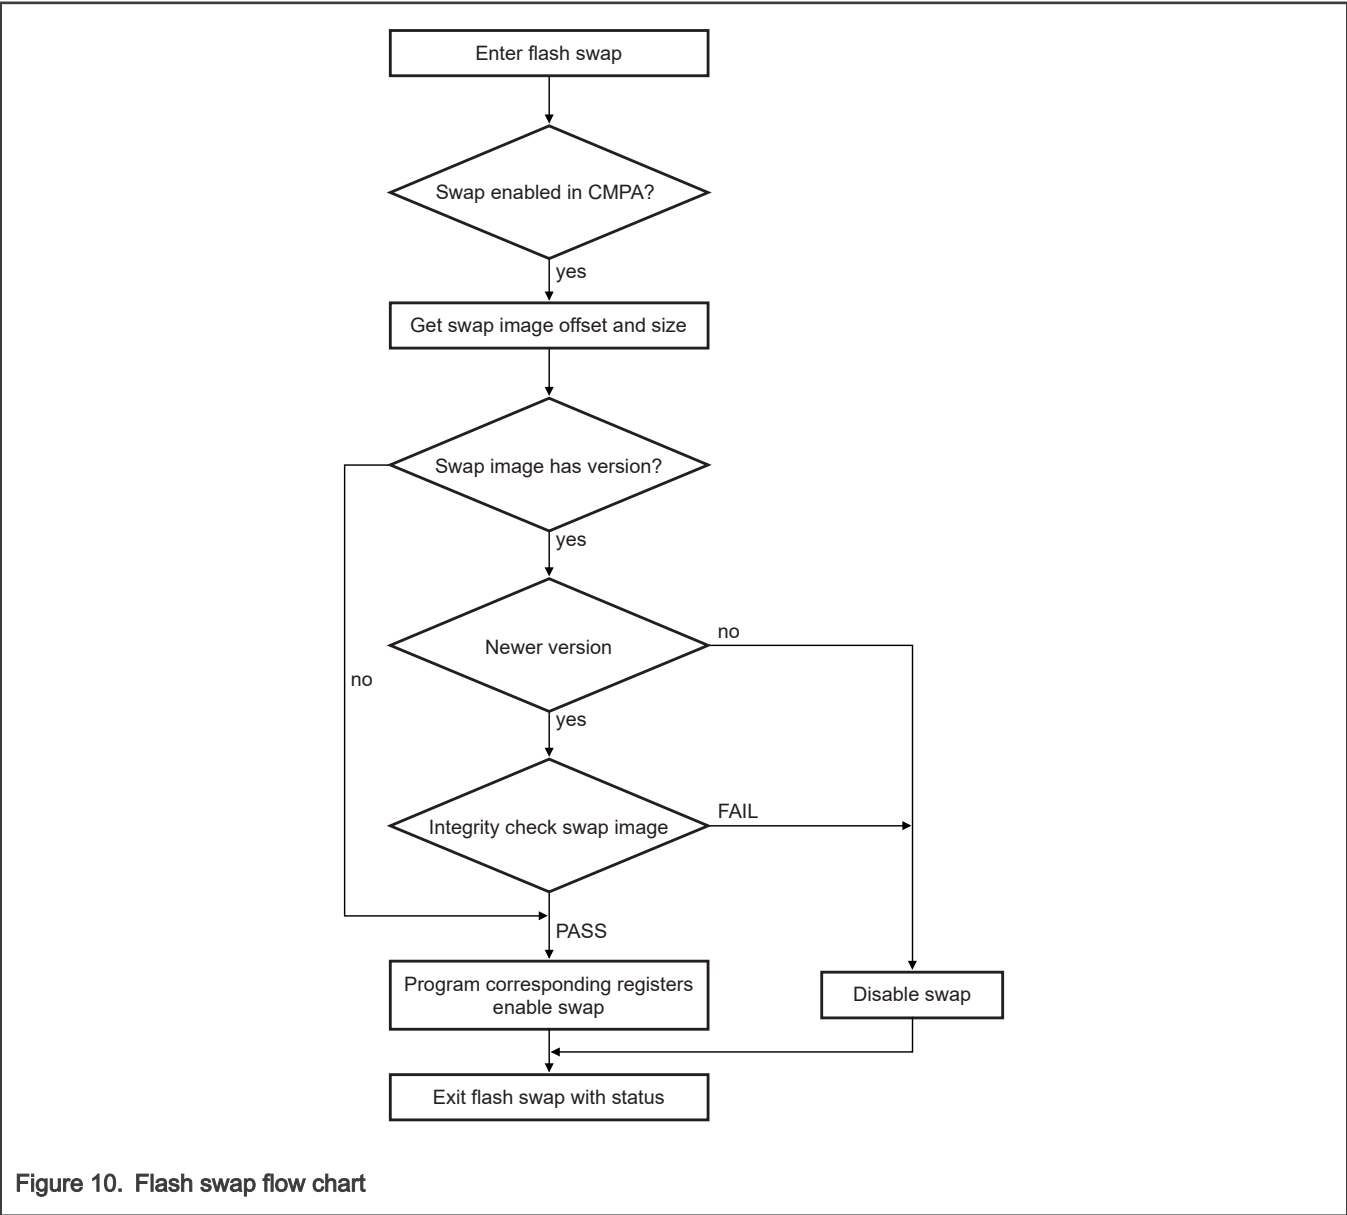 Enter flash swap
Swap enabled in CMPA?
yes
Get swap image offset and size
Swap image has version?
yes
no
Newer version
no
yes
Integrity check swap image
FAIL
PASS
Program corresponding registers
enable swap
Disable swap
Exit flash swap with status
Figure 10. Flash swap flow chart